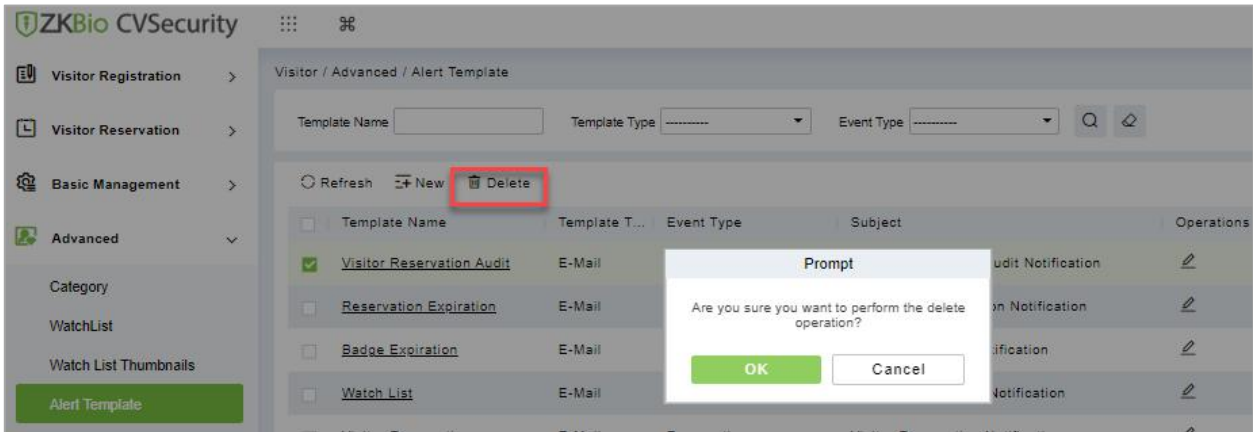 ZKBio CVSecurity
Visitor Registration
Visitor Reservation
Basic Management
Advanced
Category
WatchList
Watch List Thumbnails
Alert Template
Visitor / Advanced / Alert Template
Template Name Template Type ---------- Event Type ----------
Refresh New Delete
Template Name Template T... Event Type Subject Operations
Visitor Reservation Audit E-Mail udit Notification
Reservation Expiration E-Mail on Notification
Badge Expiration E-Mail tification
Watch List E-Mail Notification
Prompt
Are you sure you want to perform the delete
operation?
OK Cancel